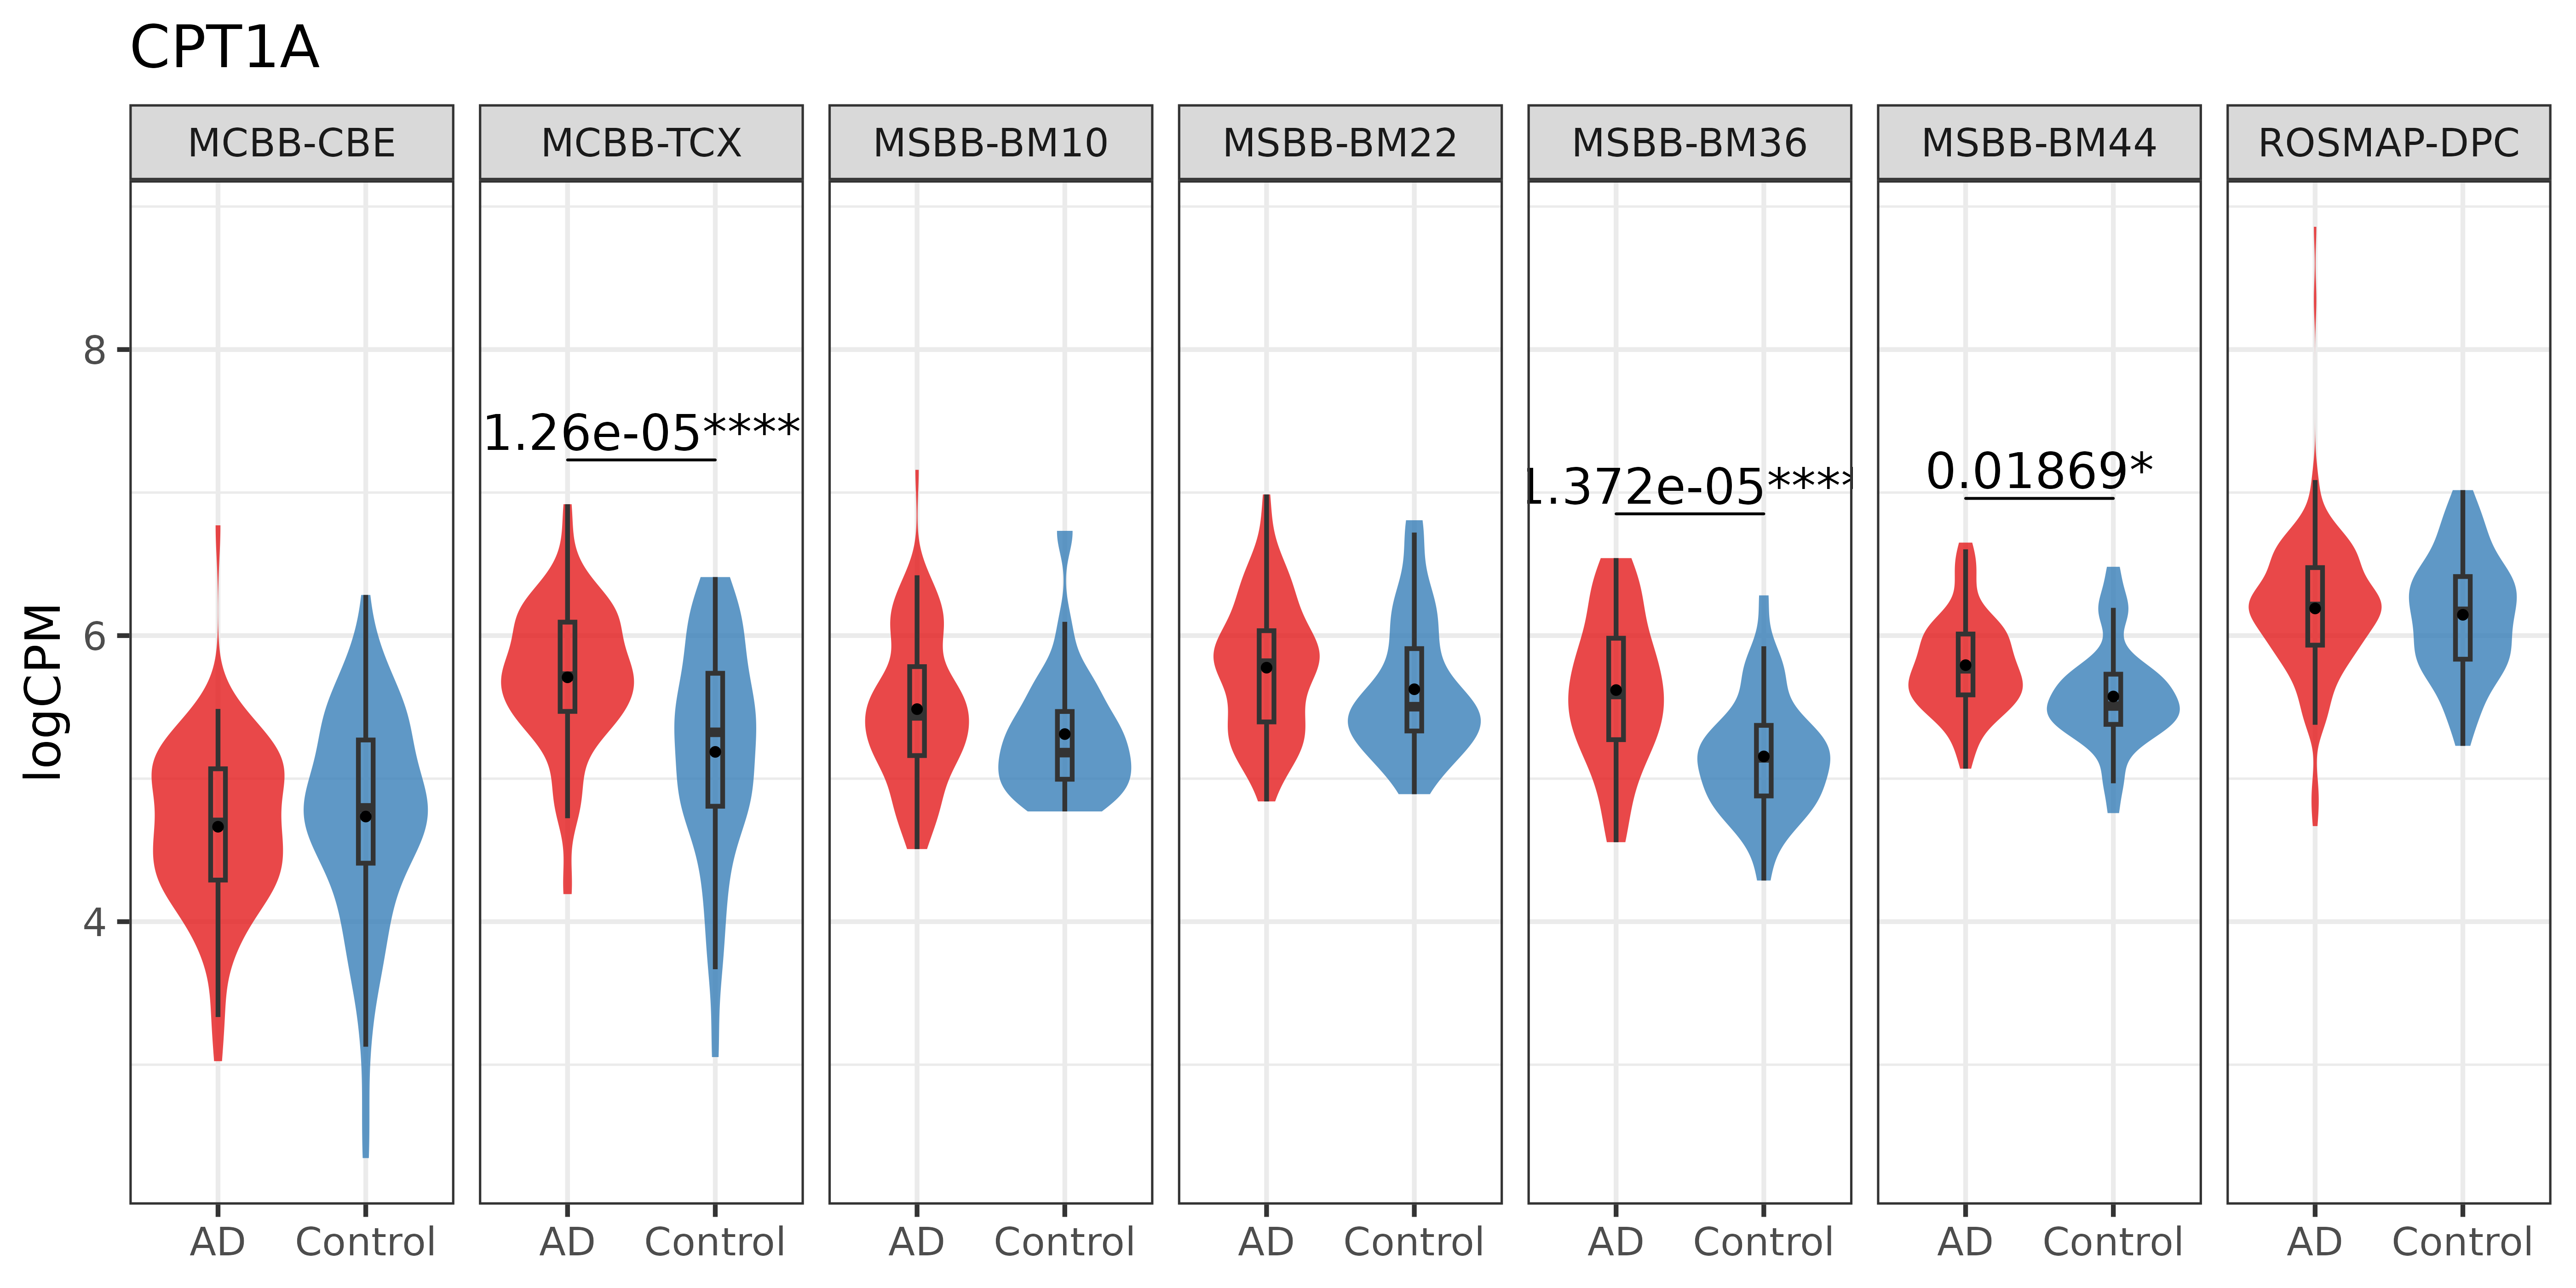 CPT1A
MCBB-CBE
MCBB-TCX
MSBB-BM10
MSBB-BM22
MSBB-BM36
MSBB-BM44
ROSMAP-DPC
logCPM
8
6
4
1.26e-05****
1.372e-05****
0.01869*
AD Control
AD Control
AD Control
AD Control
AD Control
AD Control
AD Control